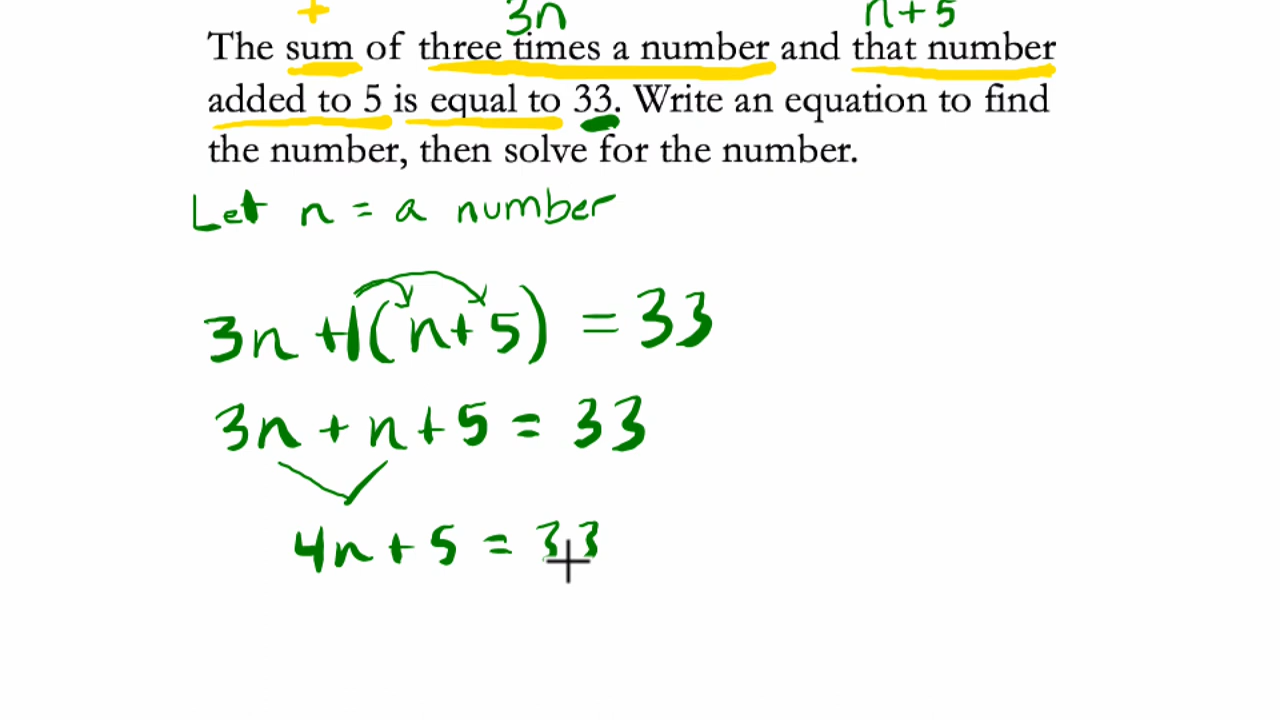 + 3n n+5
The sum of three times a number and that number
added to 5 is equal to 33. Write an equation to find
the number, then solve for the number.
Let n = a number
3n +1(n+5) = 33
3n + n + 5 = 33
4n + 5 = 33